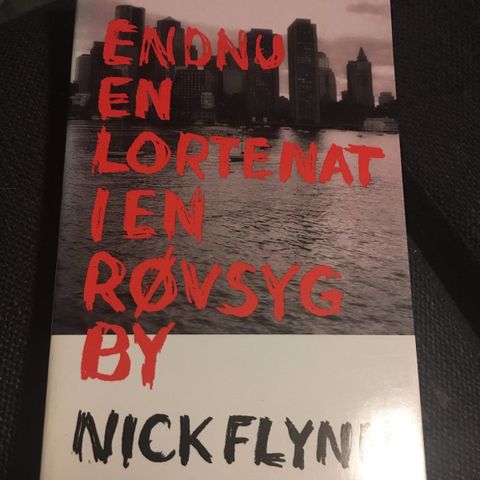 ENDNU
EN
LORTENAT
I EN
RØVSYG
BY
NICK FLYNN